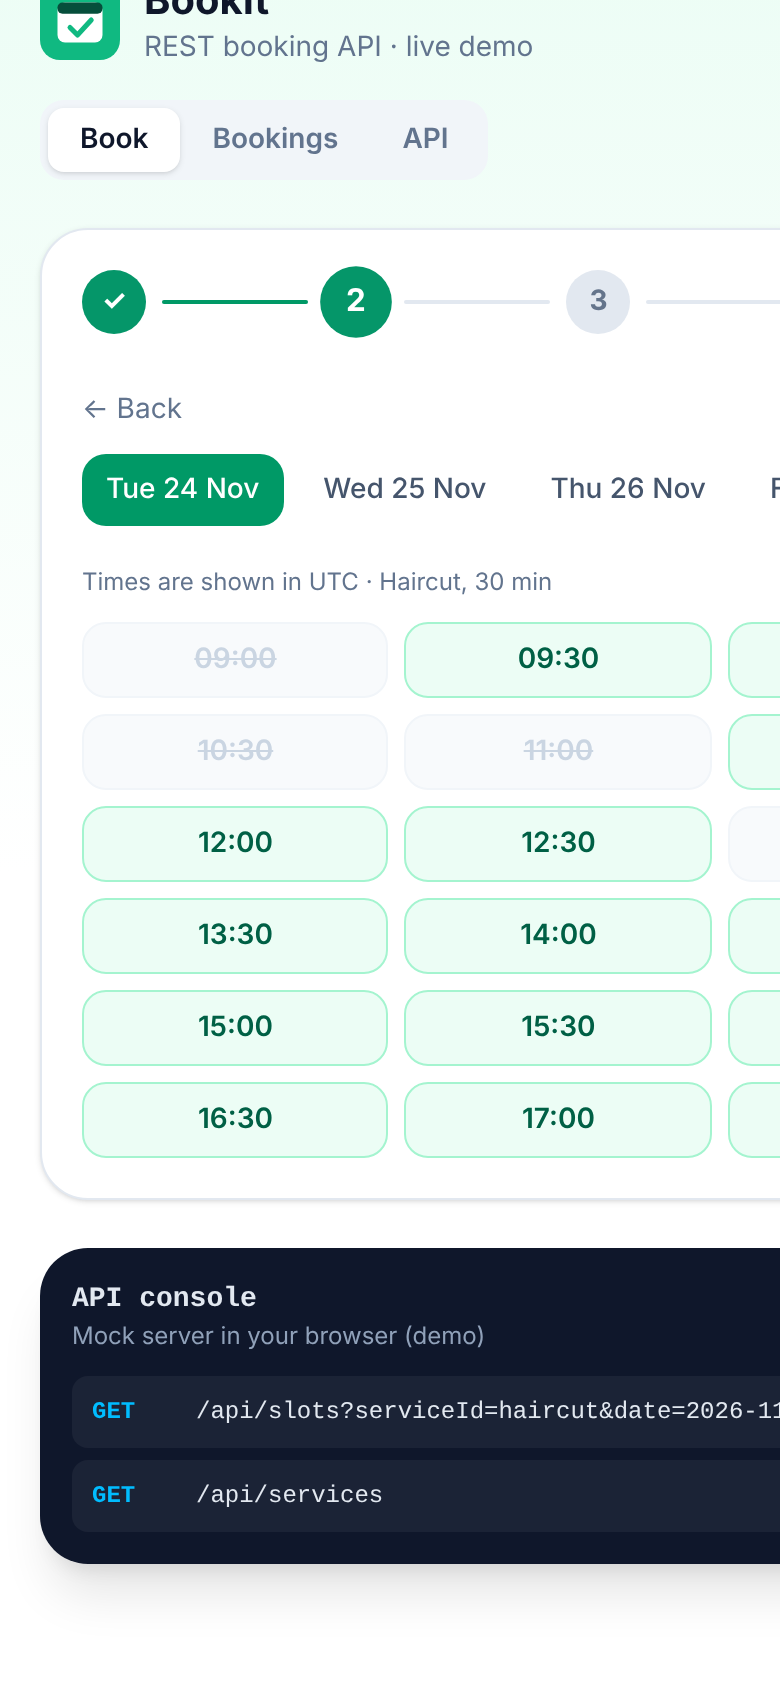 Bookit
REST booking API · live demo
Book Bookings API
2 3
← Back
Tue 24 Nov Wed 25 Nov Thu 26 Nov
Times are shown in UTC · Haircut, 30 min
09:00 09:30
10:30 11:00
12:00 12:30
13:30 14:00
15:00 15:30
16:30 17:00
API console
Mock server in your browser (demo)
GET /api/slots?serviceId=haircut&date=2026-11
GET /api/services